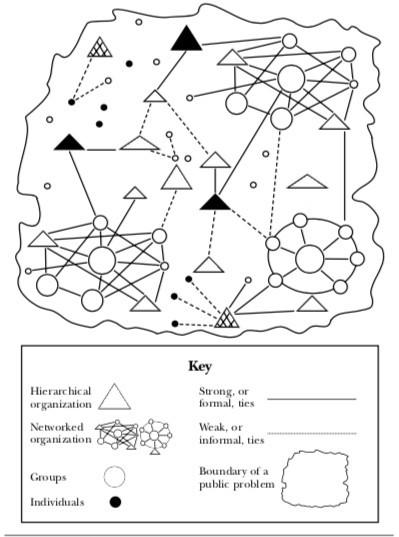 Key
Hierarchical
organization
Networked
organization
Groups
Individuals
Strong, or
formal, ties
Weak, or
informal, ties
Boundary of a
public problem